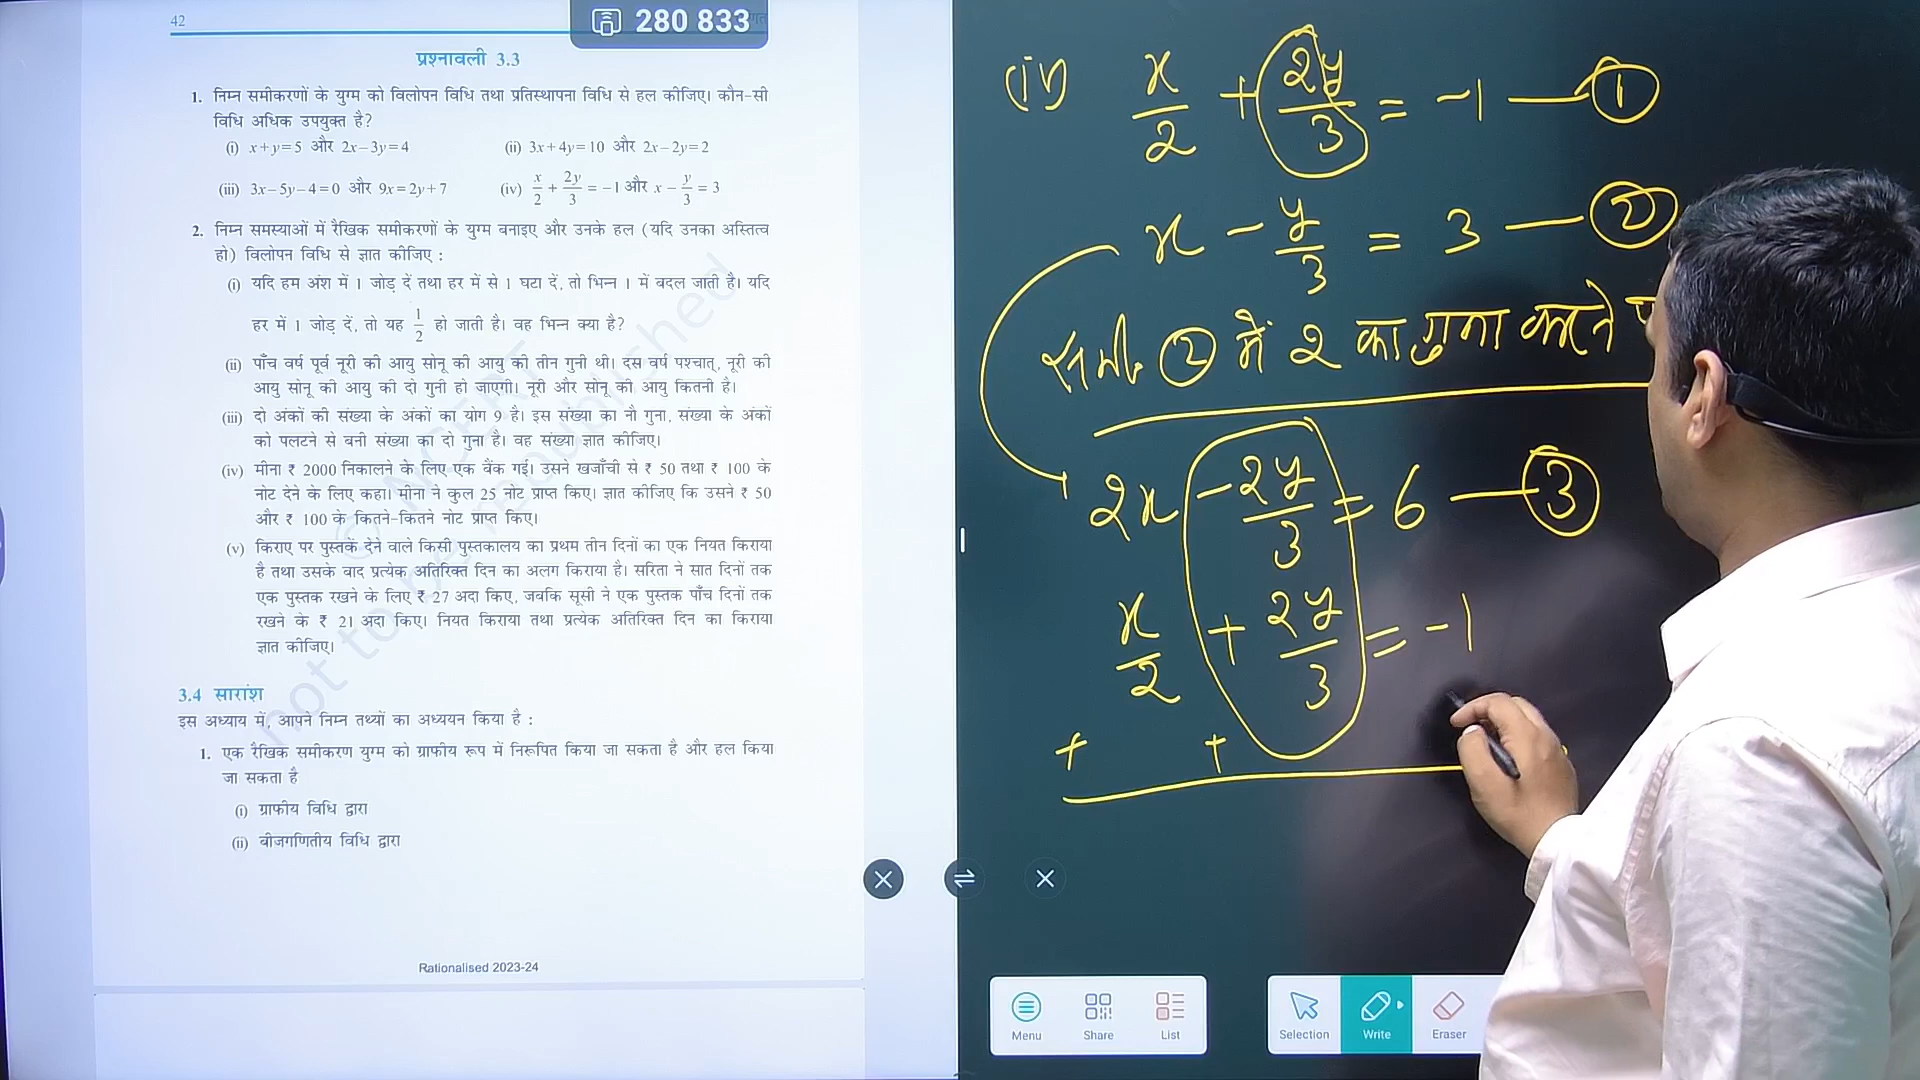 42
280 833
प्रश्नावली 3.3
1. निम्न समीकरणों के युग्म को विलोपन विधि तथा प्रतिस्थापना विधि से हल कीजिए। कौन-सी
विधि अधिक उपयुक्त है?
(i) x+y=5 और 2x-3y=4 (ii) 3x+4y=10 और 2x-2y=2
(iii) 3x-5y-4=0 और 9x=2y+7 (iv) x/2 + 2y/3 = -1 और x - y/3 = 3
2. निम्न समस्याओं में रैखिक समीकरणों के युग्म बनाइए और उनके हल (यदि उनका अस्तित्व
हो) विलोपन विधि से ज्ञात कीजिए :
(i) यदि हम अंश में 1 जोड़ दें तथा हर में से 1 घटा दें, तो भिन्न 1 में बदल जाती है। यदि
हर में 1 जोड़ दें, तो यह 1/2 हो जाती है। वह भिन्न क्या है?
(ii) पाँच वर्ष पूर्व नूरी की आयु सोनू की आयु की तीन गुनी थी। दस वर्ष पश्चात्, नूरी की
आयु सोनू की आयु की दो गुनी हो जाएगी। नूरी और सोनू की आयु कितनी है।
(iii) दो अंकों की संख्या के अंकों का योग 9 है। इस संख्या का नौ गुना, संख्या के अंकों
को पलटने से बनी संख्या का दो गुना है। वह संख्या ज्ञात कीजिए।
(iv) मीना ₹ 2000 निकालने के लिए एक बैंक गई। उसने खजाँची से ₹ 50 तथा ₹ 100 के
नोट देने के लिए कहा। मीना ने कुल 25 नोट प्राप्त किए। ज्ञात कीजिए कि उसने ₹ 50
और ₹ 100 के कितने-कितने नोट प्राप्त किए।
(v) किराए पर पुस्तकें देने वाले किसी पुस्तकालय का प्रथम तीन दिनों का एक नियत किराया
है तथा उसके बाद प्रत्येक अतिरिक्त दिन का अलग किराया है। सरिता ने सात दिनों तक
एक पुस्तक रखने के लिए ₹ 27 अदा किए, जबकि सूसी ने एक पुस्तक पाँच दिनों तक
रखने के ₹ 21 अदा किए। नियत किराया तथा प्रत्येक अतिरिक्त दिन का किराया
ज्ञात कीजिए।
3.4 सारांश
इस अध्याय में, आपने निम्न तथ्यों का अध्ययन किया है :
1. एक रैखिक समीकरण युग्म को ग्राफीय रूप में निरूपित किया जा सकता है और हल किया
जा सकता है
(i) ग्राफीय विधि द्वारा
(ii) बीजगणितीय विधि द्वारा
Rationalised 2023-24
not to be republished
(iv) x/2 + 2y/3 = -1 — 1
x - y/3 = 3 — 2
समी. 2 में 2 का गुना करने
2x - 2y/3 = 6 — 3
x/2 + 2y/3 = -1
+ +
Menu Share List Selection Write Eraser